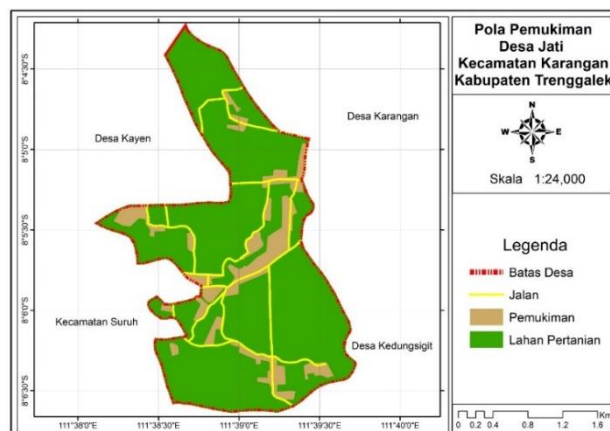 Pola Pemukiman
Desa Jati
Kecamatan Karangan
Kabupaten Trenggalek
N
W E
S
Skala 1:24,000
Legenda
Batas Desa
Jalan
Pemukiman
Lahan Pertanian
0 0.2 0.4 0.8 1.2 1.6
Km
Desa Kayen
Desa Karangan
Kecamatan Suruh
Desa Kedungsigit
8°4'30"S
8°5'0"S
8°5'30"S
8°6'0"S
8°6'30"S
111°38'0"E 111°38'30"E 111°39'0"E 111°39'30"E 111°40'0"E